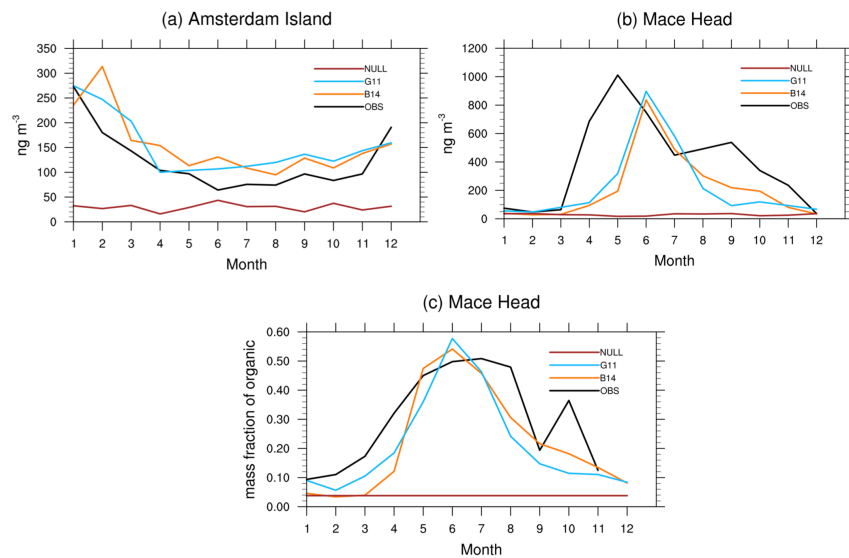 (a) Amsterdam Island
350
300
250
200
150
100
50
0
ng m-3
NULL
G11
B14
OBS
1 2 3 4 5 6 7 8 9 10 11 12
Month
(b) Mace Head
1200
1000
800
600
400
200
0
ng m-3
NULL
G11
B14
OBS
1 2 3 4 5 6 7 8 9 10 11 12
Month
(c) Mace Head
0.60
0.50
0.40
0.30
0.20
0.10
0.00
mass fraction of organic
NULL
G11
B14
OBS
1 2 3 4 5 6 7 8 9 10 11 12
Month